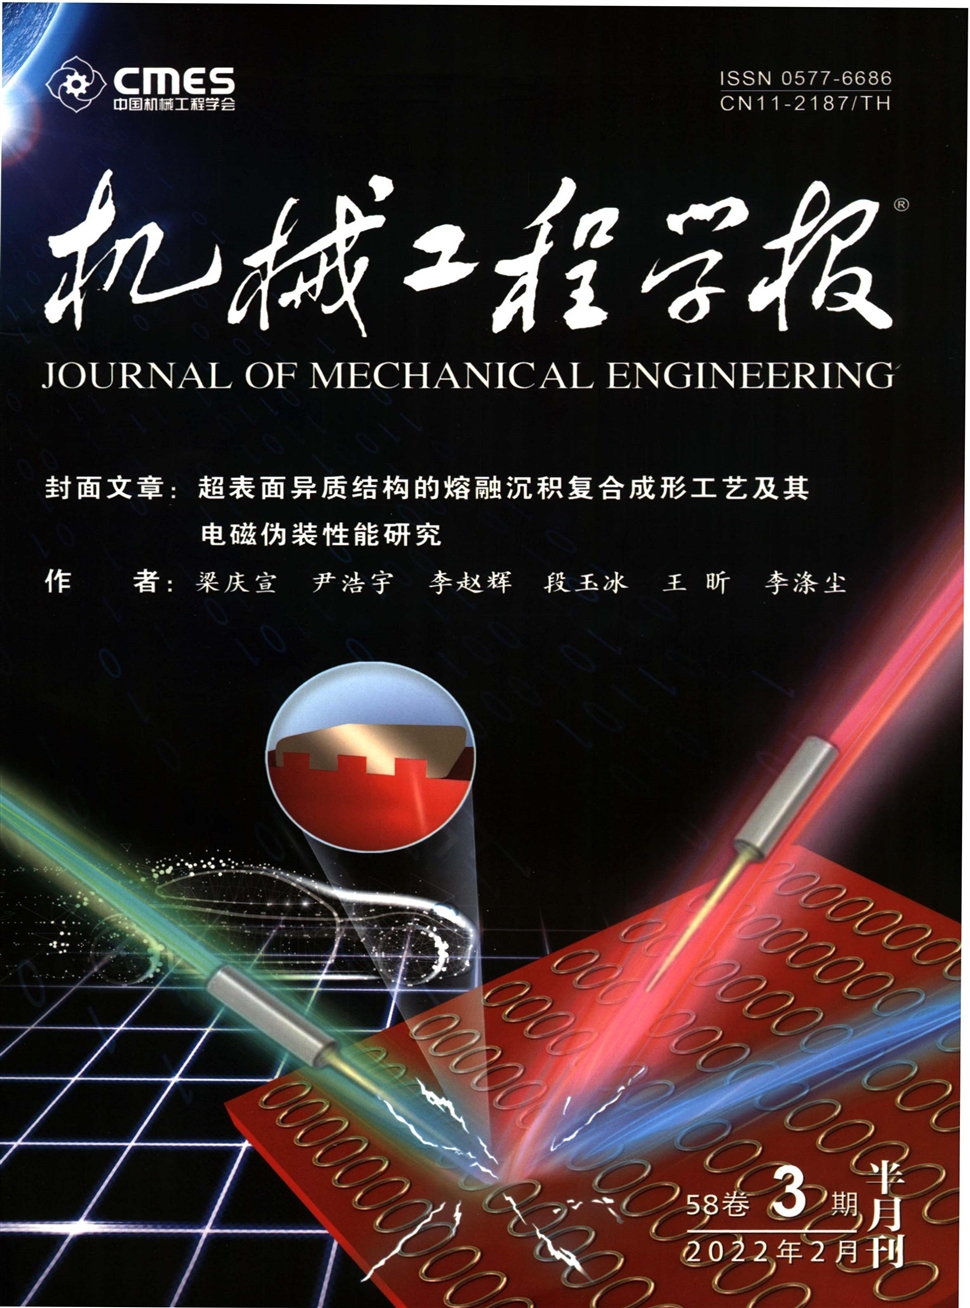 CMES
中国机械工程学会
ISSN 0577-6686
CN11-2187/TH
机械工程学报®
JOURNAL OF MECHANICAL ENGINEERING
封面文章：超表面异质结构的熔融沉积复合成形工艺及其
电磁伪装性能研究
作 者：梁庆宣 尹浩宇 李赵辉 段玉冰 王昕 李涤尘
58卷 3 期
2022年2月
半月刊